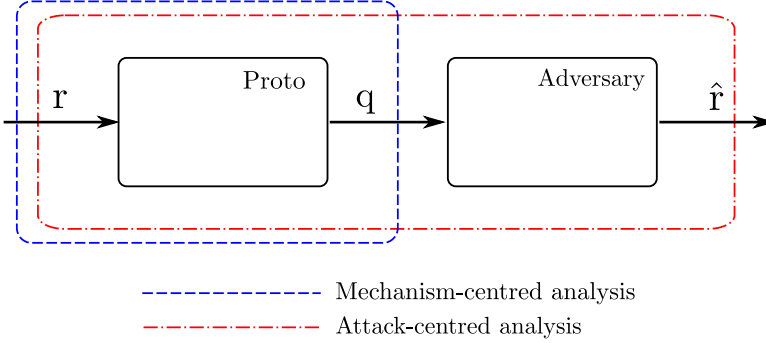 Proto
Adversary
r
q
r̂
Mechanism-centred analysis
Attack-centred analysis